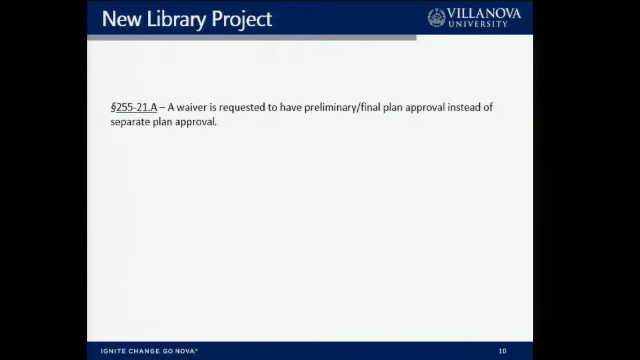 New Library Project
VILLANOVA
UNIVERSITY
§255-21.A – A waiver is requested to have preliminary/final plan approval instead of
separate plan approval.
IGNITE CHANGE. GO NOVA®
10